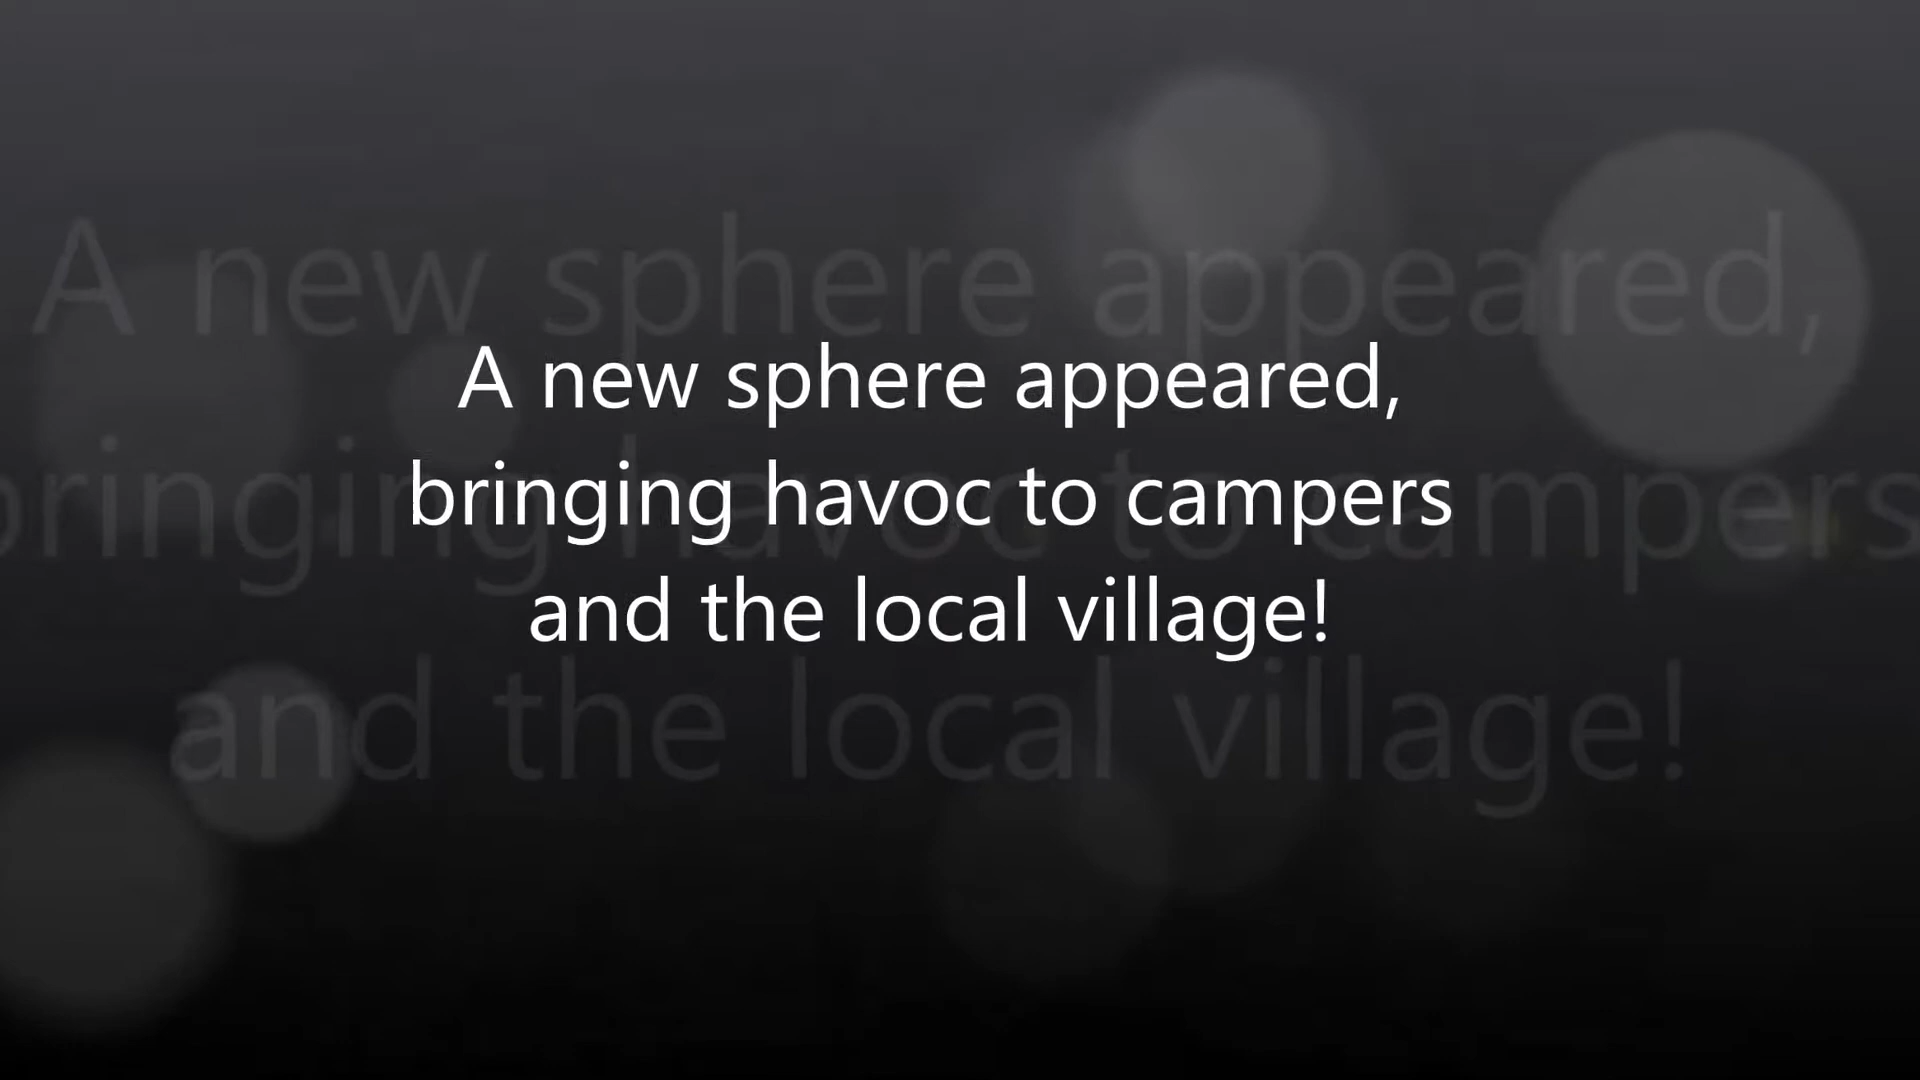 A new sphere appeared,
bringing havoc to campers
and the local village!